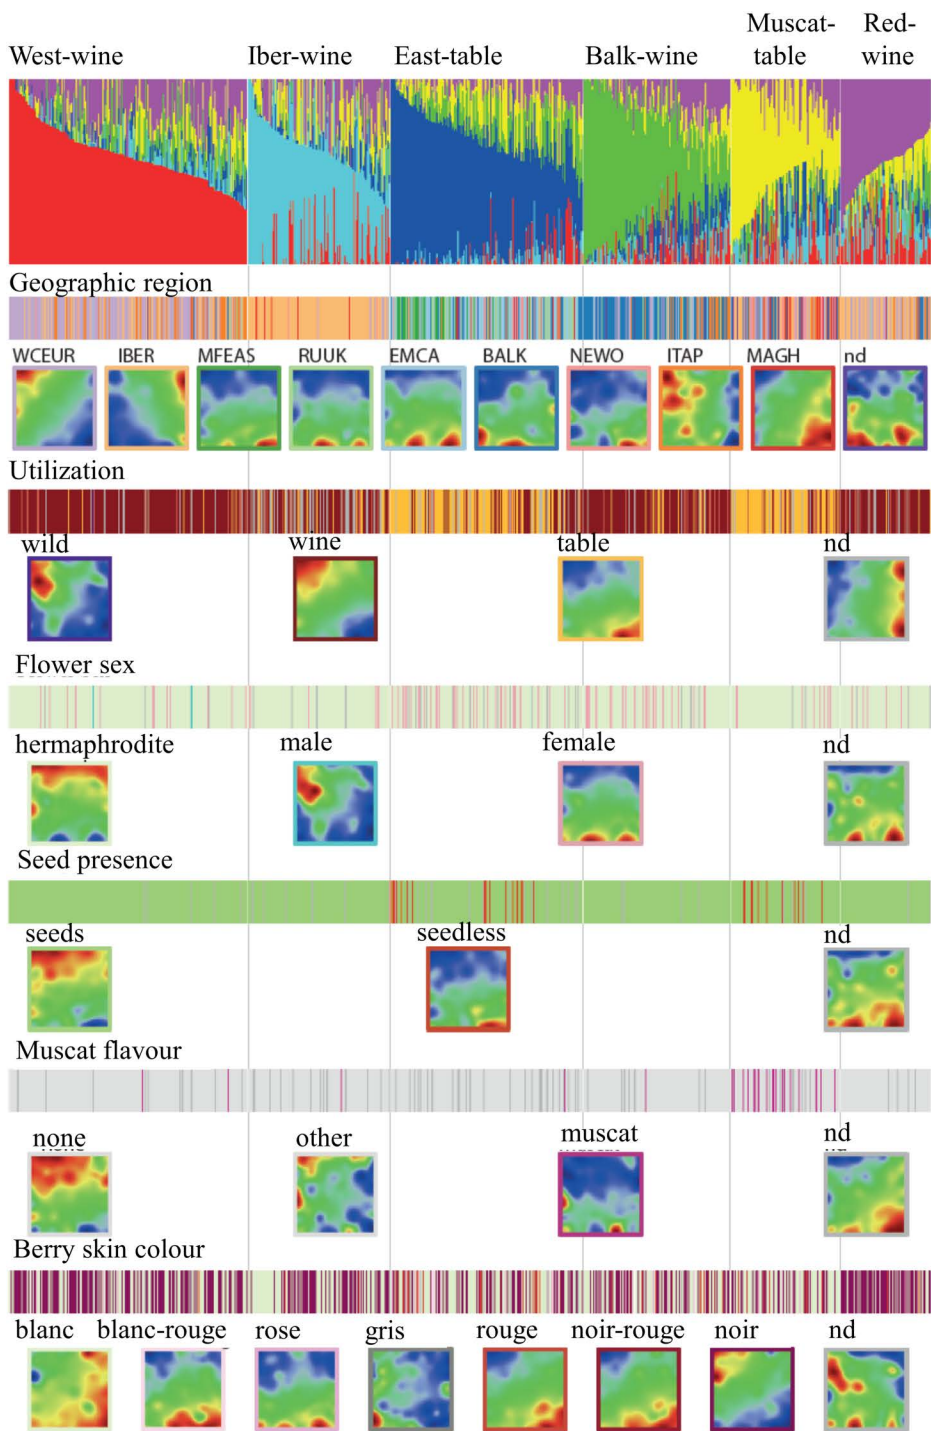 West-wine Iber-wine East-table Balk-wine Muscat-table Red-wine
Geographic region
WCEUR IBER MFEAS RUUK EMCA BALK NEWO ITAP MAGH nd
Utilization
wild wine table nd
Flower sex
hermaphrodite male female nd
Seed presence
seeds seedless nd
Muscat flavour
none other muscat nd
Berry skin colour
blanc blanc-rouge rose gris rouge noir-rouge noir nd